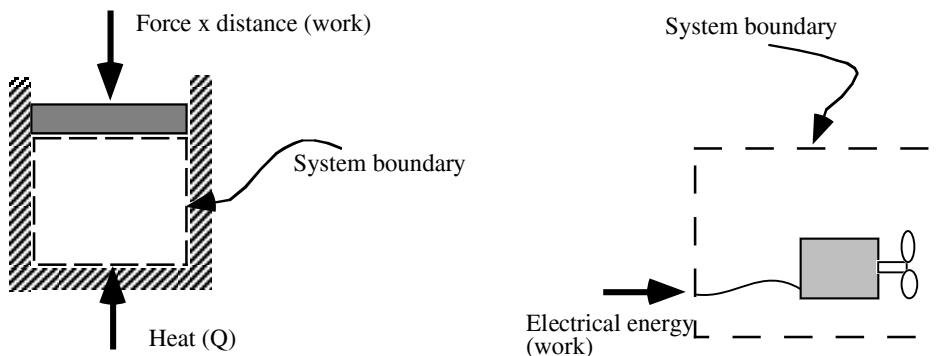 Force x distance (work)
System boundary
Heat (Q)
System boundary
Electrical energy
(work)